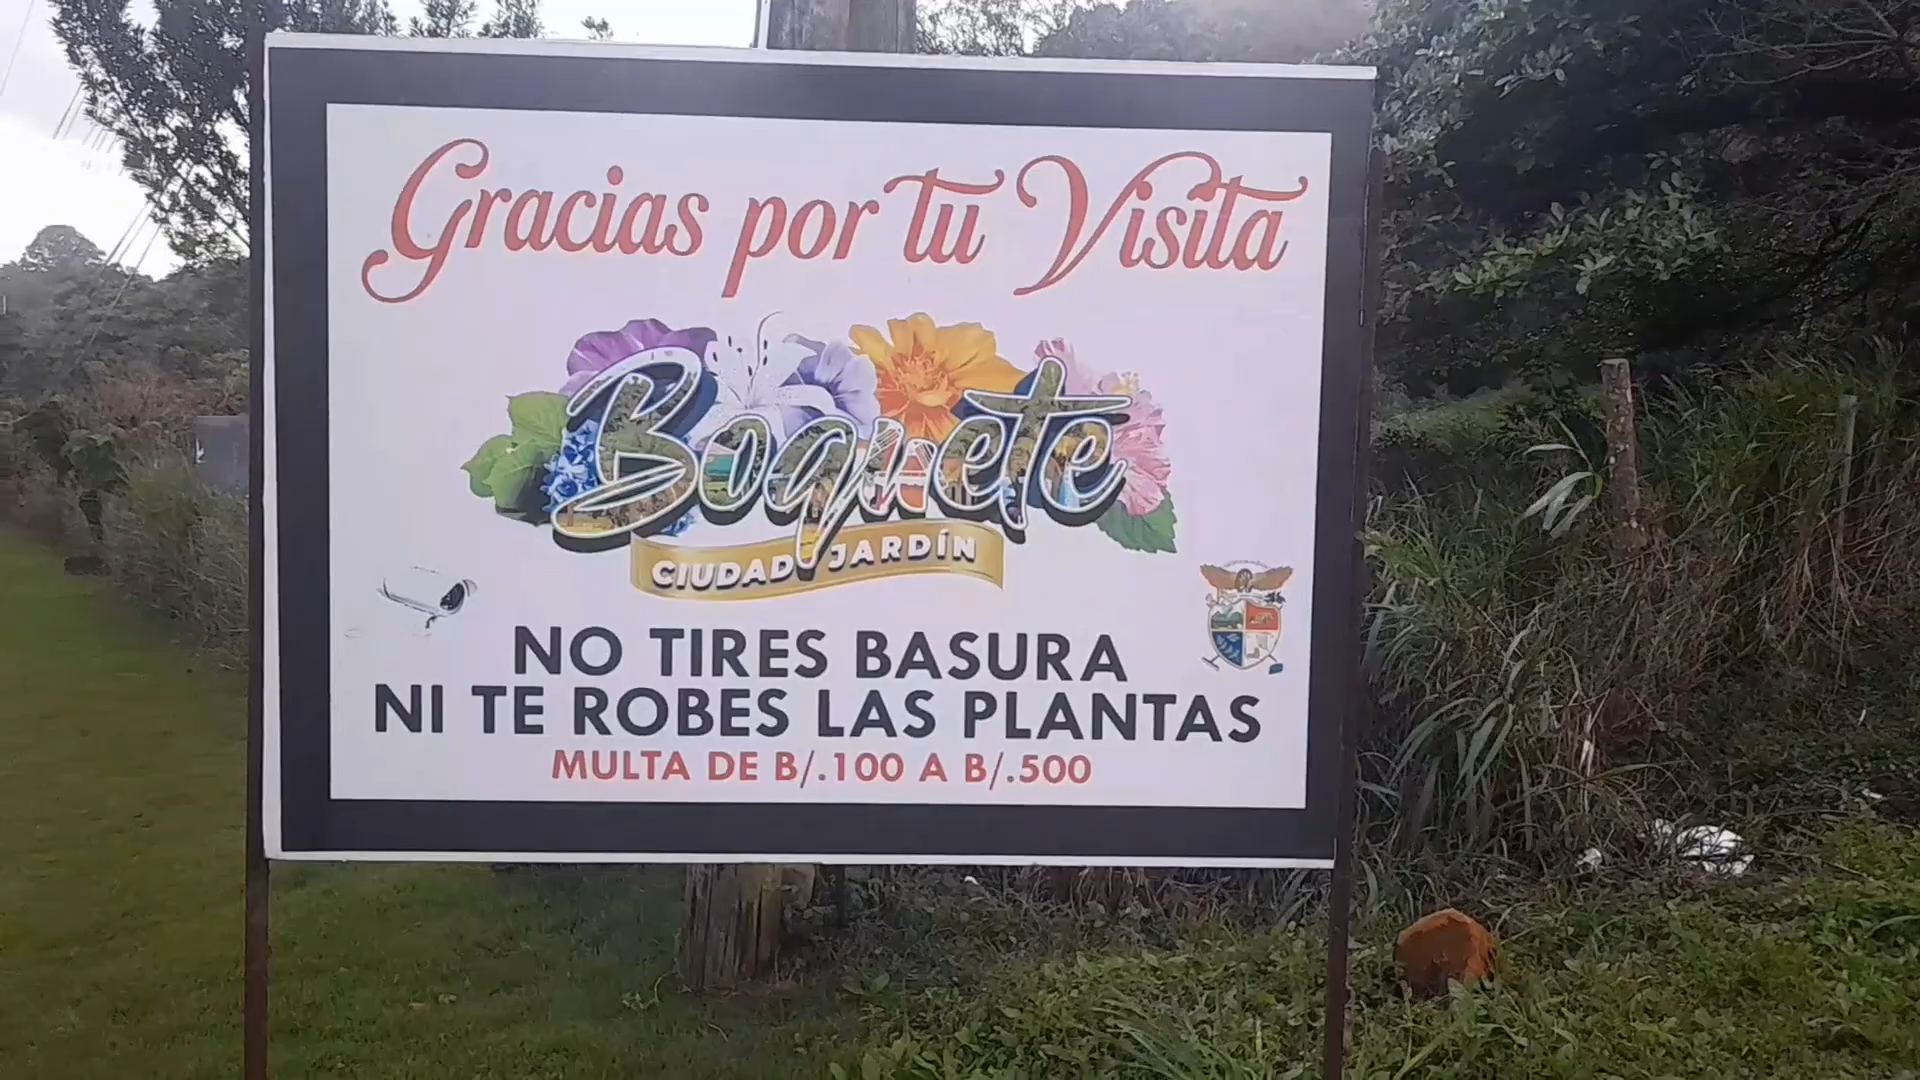 Gracias por tu Visita
Boquete
CIUDAD JARDÍN
NO TIRES BASURA
NI TE ROBES LAS PLANTAS
MULTA DE B/.100 A B/.500